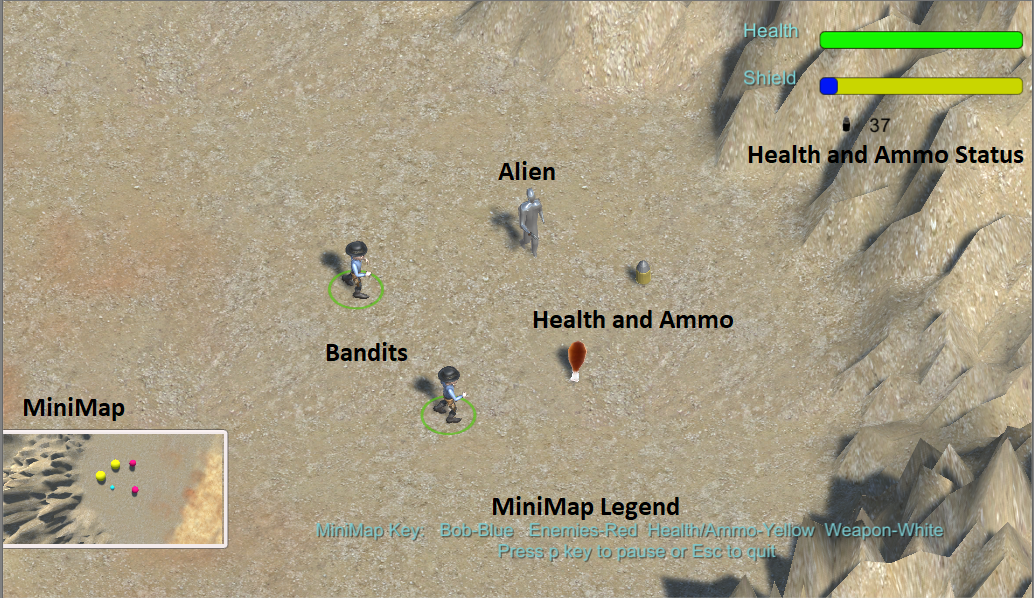 Health
Shield
37
Health and Ammo Status
Alien
Health and Ammo
Bandits
MiniMap
MiniMap Legend
MiniMap Key: Bob-Blue Enemies-Red Health/Ammo-Yellow Weapon-White
Press p key to pause or Esc to quit